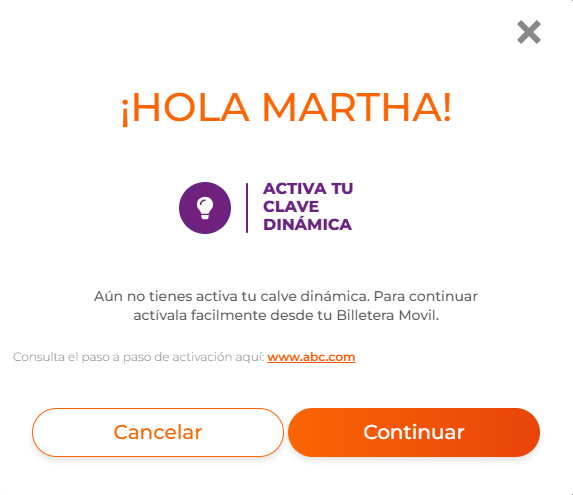 ¡HOLA MARTHA!
ACTIVA TU
CLAVE
DINÁMICA
Aún no tienes activa tu calve dinámica. Para continuar
actívala facilmente desde tu Billetera Movil.
Consulta el paso a paso de activación aquí: www.abc.com
Cancelar
Continuar